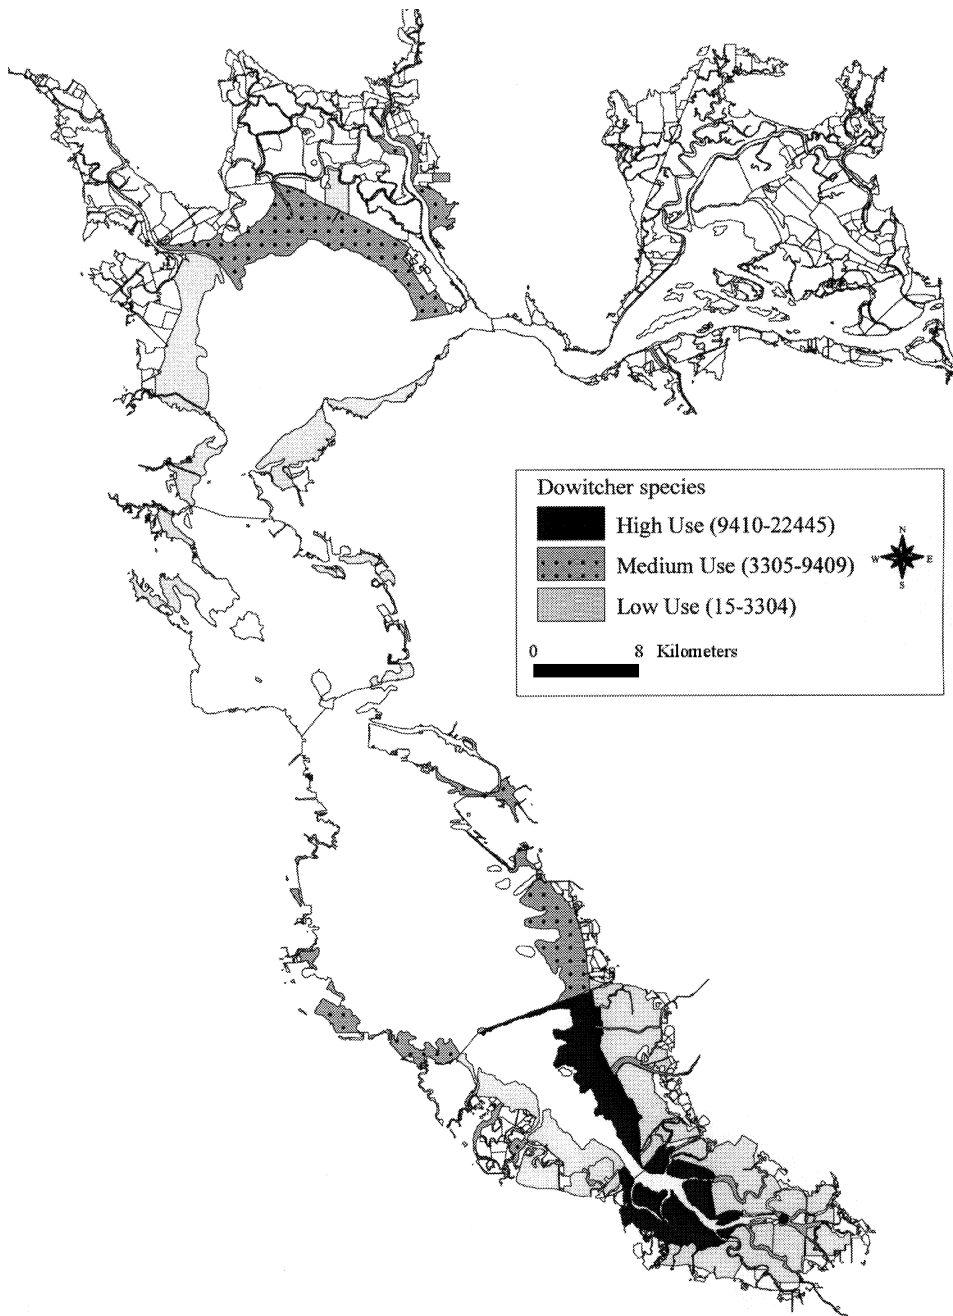 Dowitcher species
High Use (9410-22445)
Medium Use (3305-9409)
Low Use (15-3304)
N
W E
S
0 8 Kilometers